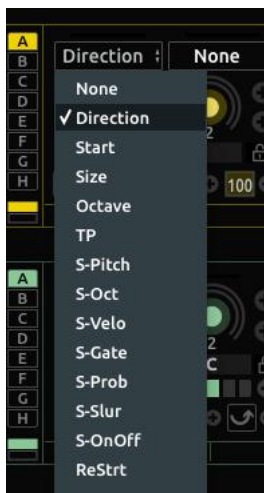 A
B
C
D
E
F
G
H
Direction None
None
✓ Direction
Start
Size
Octave
TP
S-Pitch
S-Oct
S-Velo
S-Gate
S-Prob
S-Slur
S-OnOff
ReStrt
2
100
A
B
C
D
E
F
G
H
2
C